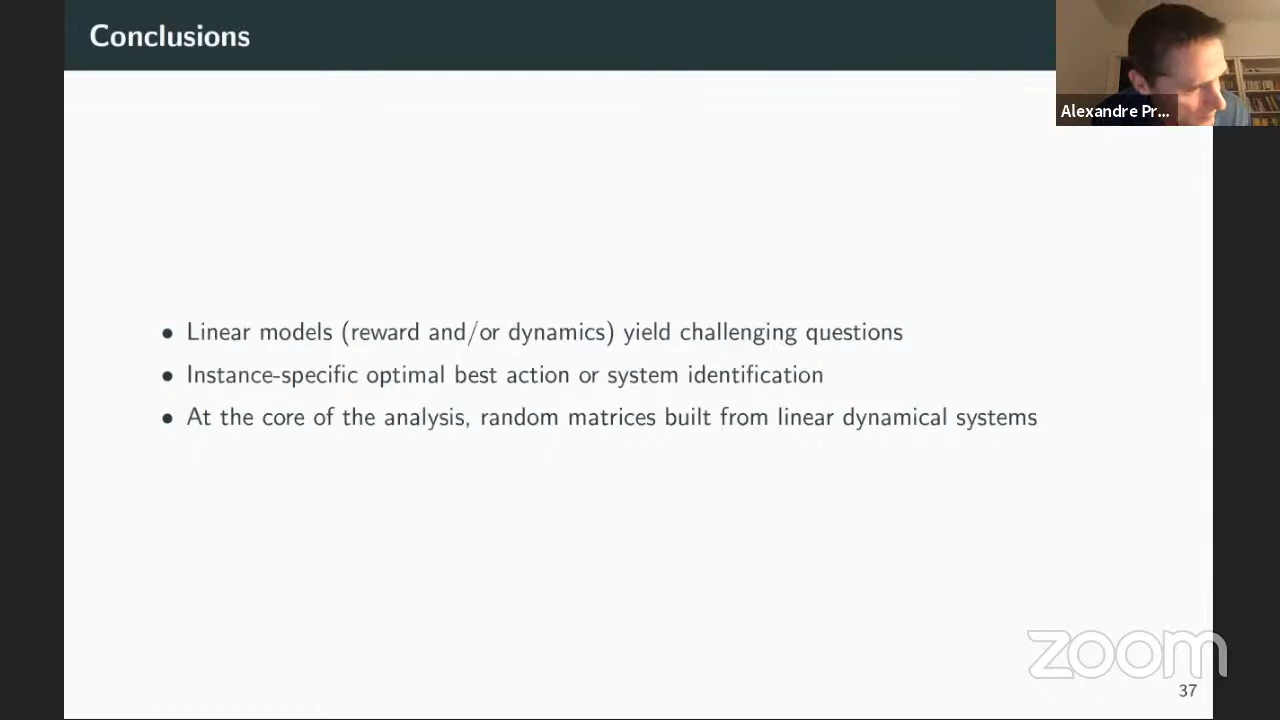 Conclusions
Alexandre Pr...
• Linear models (reward and/or dynamics) yield challenging questions
• Instance-specific optimal best action or system identification
• At the core of the analysis, random matrices built from linear dynamical systems
zoom
37